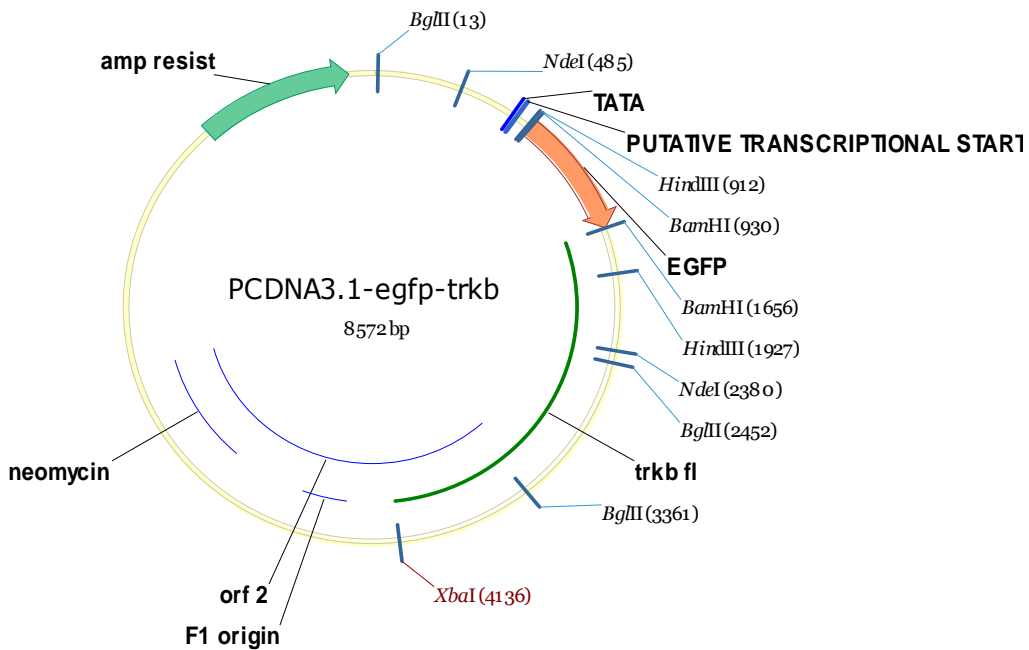 BglII (13)
amp resist
NdeI (485)
TATA
PUTATIVE TRANSCRIPTIONAL START
HindIII (912)
BamHI (930)
EGFP
PCDNA3.1-egfp-trkb
8572 bp
BamHI (1656)
HindIII (1927)
NdeI (2380)
BglII (2452)
trkb fl
neomycin
BglII (3361)
orf 2
XbaI (4136)
F1 origin